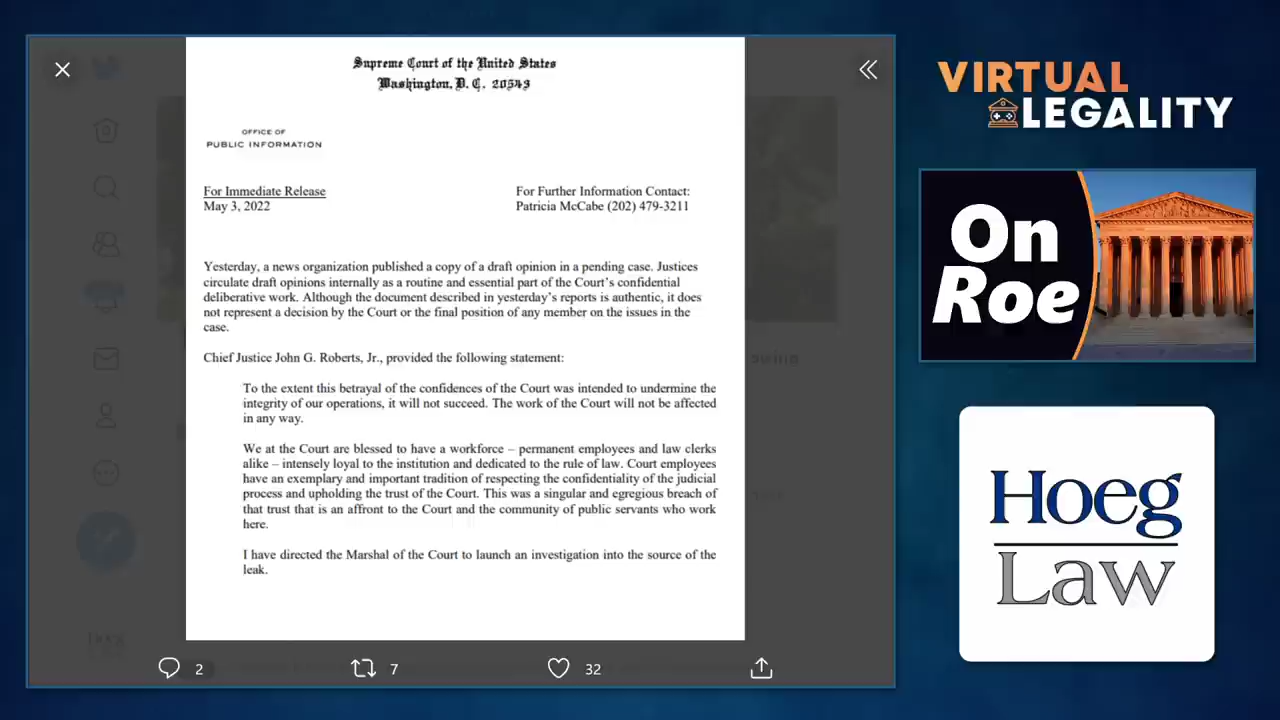 Supreme Court of the United States
Washington, D. C. 20543
OFFICE OF
PUBLIC INFORMATION
For Immediate Release
May 3, 2022
For Further Information Contact:
Patricia McCabe (202) 479-3211
Yesterday, a news organization published a copy of a draft opinion in a pending case. Justices
circulate draft opinions internally as a routine and essential part of the Court's confidential
deliberative work. Although the document described in yesterday's reports is authentic, it does
not represent a decision by the Court or the final position of any member on the issues in the
case.
Chief Justice John G. Roberts, Jr., provided the following statement:
To the extent this betrayal of the confidences of the Court was intended to undermine the
integrity of our operations, it will not succeed. The work of the Court will not be affected
in any way.
We at the Court are blessed to have a workforce – permanent employees and law clerks
alike – intensely loyal to the institution and dedicated to the rule of law. Court employees
have an exemplary and important tradition of respecting the confidentiality of the judicial
process and upholding the trust of the Court. This was a singular and egregious breach of
that trust that is an affront to the Court and the community of public servants who work
here.
I have directed the Marshal of the Court to launch an investigation into the source of the
leak.
2
7
32
VIRTUAL
LEGALITY
On
Roe
Hoeg
Law